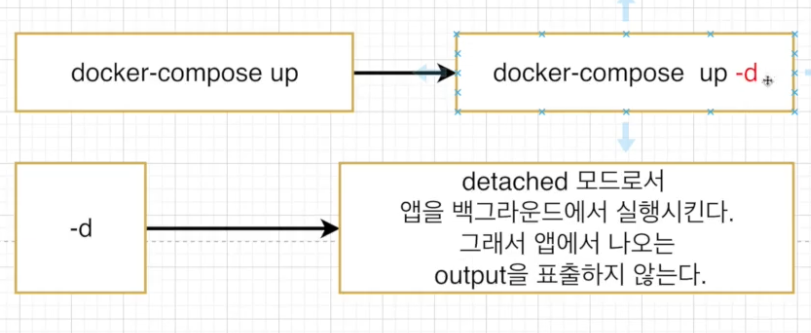 docker-compose up
docker-compose up -d
-d
detached 모드로서
앱을 백그라운드에서 실행시킨다.
그래서 앱에서 나오는
output을 표출하지 않는다.